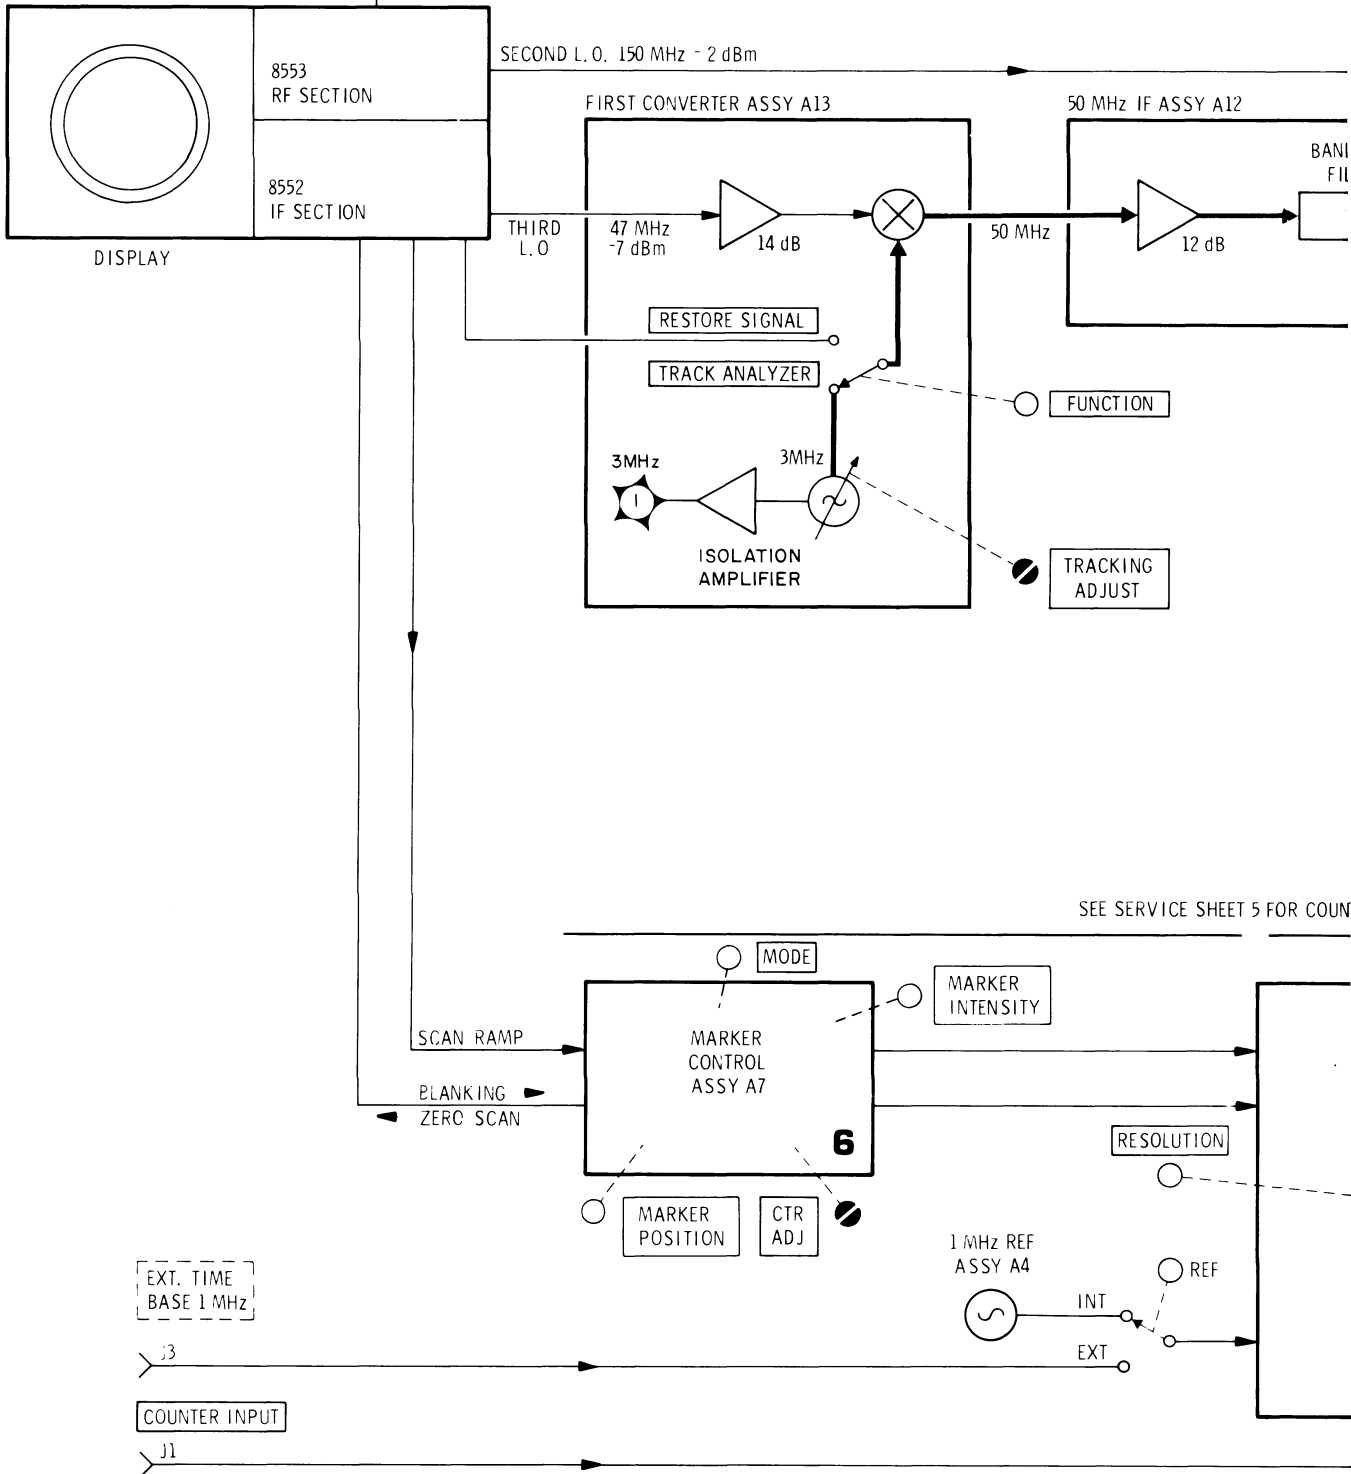 SECOND L.O. 150 MHz - 2 dBm
8553
RF SECTION
FIRST CONVERTER ASSY A13
50 MHz IF ASSY A12
8552
IF SECTION
DISPLAY
THIRD
L.O
47 MHz
-7 dBm
14 dB
50 MHz
12 dB
RESTORE SIGNAL
TRACK ANALYZER
FUNCTION
3MHz
3MHz
1
ISOLATION
AMPLIFIER
TRACKING
ADJUST
SEE SERVICE SHEET 5 FOR
MODE
MARKER
INTENSITY
SCAN RAMP
MARKER
CONTROL
ASSY A7
BLANKING
ZERO SCAN
6
RESOLUTION
MARKER
POSITION
CTR
ADJ
1 MHz REF
ASSY A4
REF
EXT. TIME
BASE 1 MHz
INT
J3
EXT
COUNTER INPUT
J1